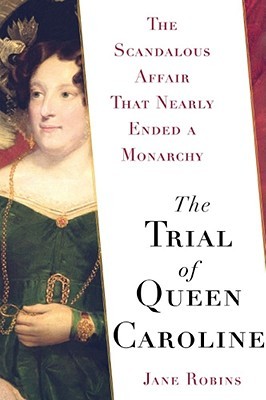 THE
SCANDALOUS
AFFAIR
THAT NEARLY
ENDED A
MONARCHY
The
TRIAL
of
QUEEN
CAROLINE
JANE ROBINS